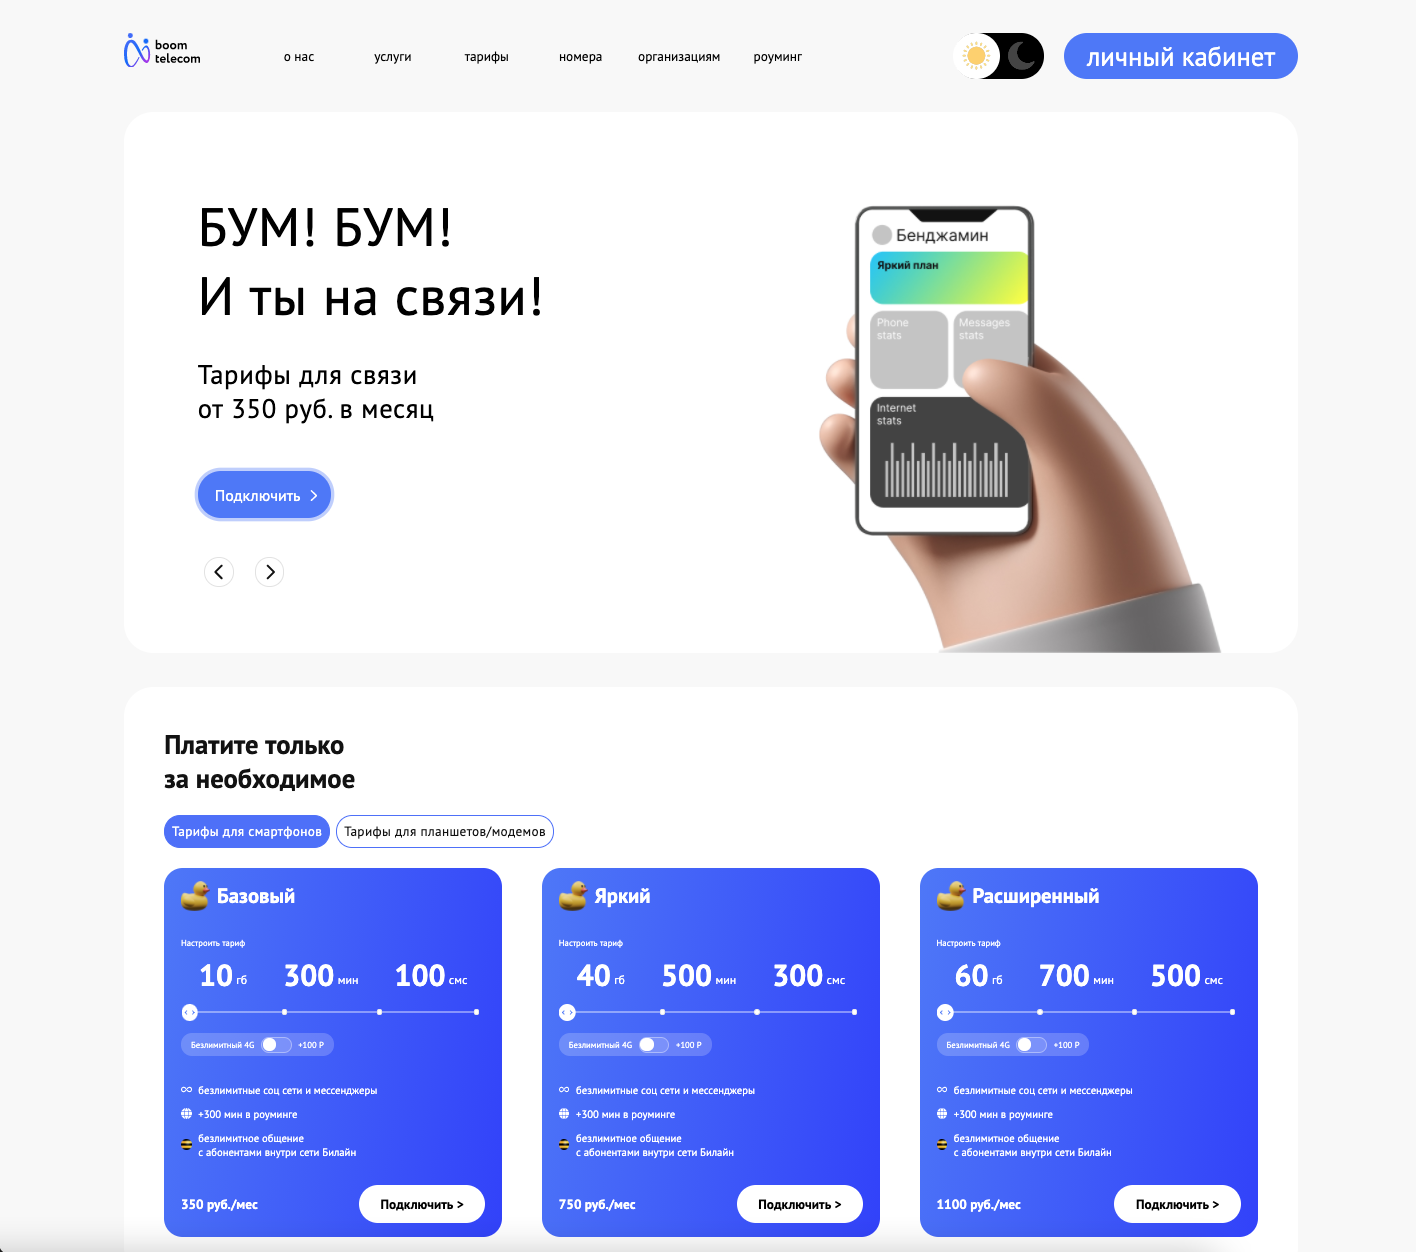 boom
telecom
о нас
услуги
тарифы
номера
организациям
роуминг
личный кабинет
БУМ! БУМ!
И ты на связи!
Тарифы для связи
от 350 руб. в месяц
Подключить
Бенджамин
Яркий план
Phone
stats
Messages
stats
Internet
stats
Платите только
за необходимое
Тарифы для смартфонов
Тарифы для планшетов/модемов
Базовый
Настроить тариф
10 гб 300 мин 100 смс
Безлимитный 4G +100 Р
безлимитные соц сети и мессенджеры
+300 мин в роуминге
безлимитное общение
с абонентами внутри сети Билайн
350 руб./мес
Подключить >
Яркий
Настроить тариф
40 гб 500 мин 300 смс
Безлимитный 4G +100 Р
безлимитные соц сети и мессенджеры
+300 мин в роуминге
безлимитное общение
с абонентами внутри сети Билайн
750 руб./мес
Подключить >
Расширенный
Настроить тариф
60 гб 700 мин 500 смс
Безлимитный 4G +100 Р
безлимитные соц сети и мессенджеры
+300 мин в роуминге
безлимитное общение
с абонентами внутри сети Билайн
1100 руб./мес
Подключить >